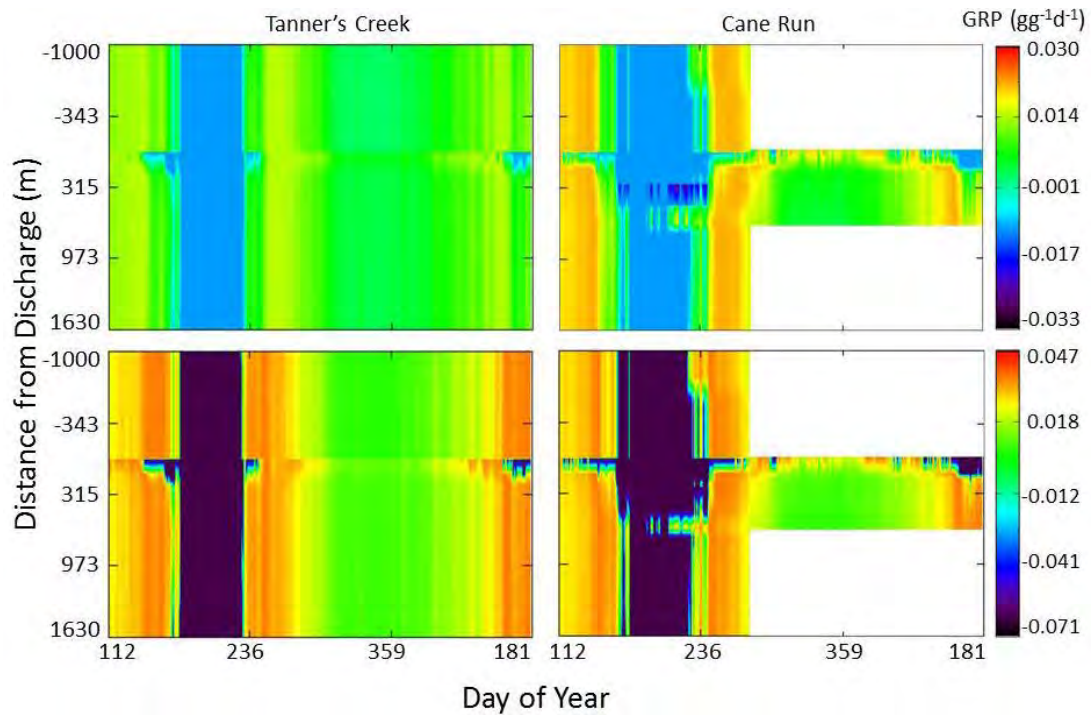 Tanner's Creek Cane Run GRP (gg-1d-1)
-1000 0.030
-343 0.014
315 -0.001
973 -0.017
1630 -0.033
-1000 0.047
-343 0.018
315 -0.012
973 -0.041
1630 -0.071
112 236 359 181 112 236 359 181
Distance from Discharge (m)
Day of Year